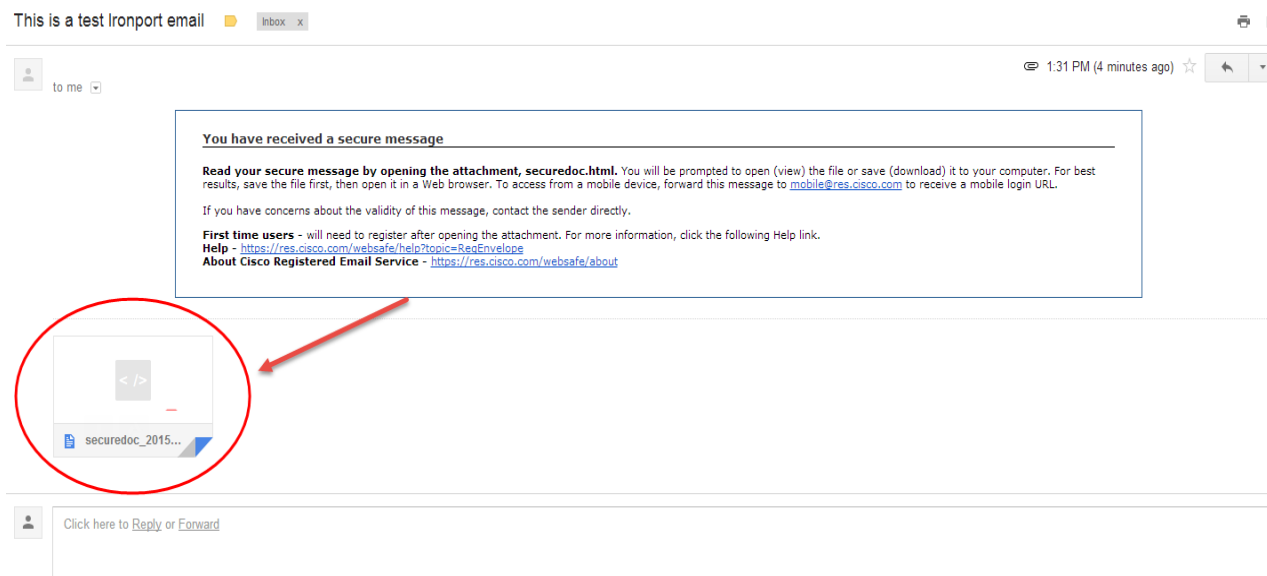 This is a test Ironport email
Inbox x
1:31 PM (4 minutes ago)
to me
You have received a secure message
Read your secure message by opening the attachment, securedoc.html. You will be prompted to open (view) the file or save (download) it to your computer. For best
results, save the file first, then open it in a Web browser. To access from a mobile device, forward this message to mobile@res.cisco.com to receive a mobile login URL.
If you have concerns about the validity of this message, contact the sender directly.
First time users - will need to register after opening the attachment. For more information, click the following Help link.
Help - https://res.cisco.com/websafe/help?topic=RegEnvelope
About Cisco Registered Email Service - https://res.cisco.com/websafe/about
< />
securedoc_2015...
Click here to Reply or Forward